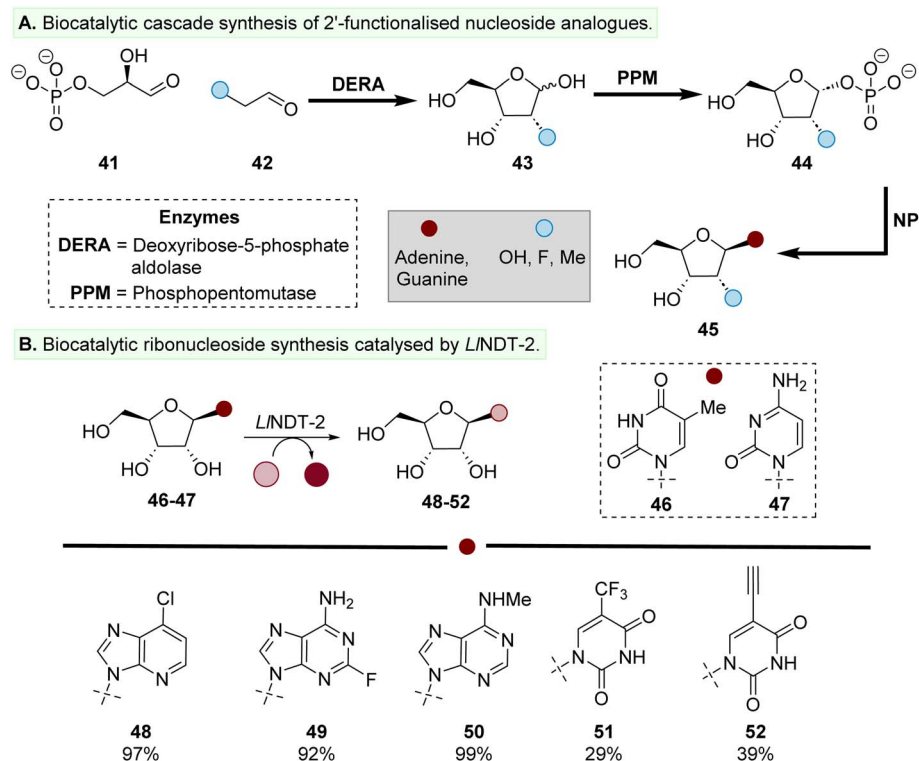 A. Biocatalytic cascade synthesis of 2'-functionalised nucleoside analogues.
OH
O
O
P
O
O
O
41
O
42
DERA
O
OH
HO
HO
43
PPM
O
O
O
P
O
O
HO
HO
44
NP
Enzymes
DERA = Deoxyribose-5-phosphate
aldolase
PPM = Phosphopentomutase
Adenine,
Guanine
OH, F, Me
O
HO
HO
45
B. Biocatalytic ribonucleoside synthesis catalysed by LlNDT-2.
O
HO
HO OH
46-47
LlNDT-2
O
HO
HO OH
48-52
O
HN
Me
O
N
46
NH2
N
O
N
47
Cl
N
N
N
48
97%
NH2
N
N
N
N
F
49
92%
NHMe
N
N
N
N
50
99%
CF3
O
N
NH
O
51
29%
O
N
NH
O
52
39%